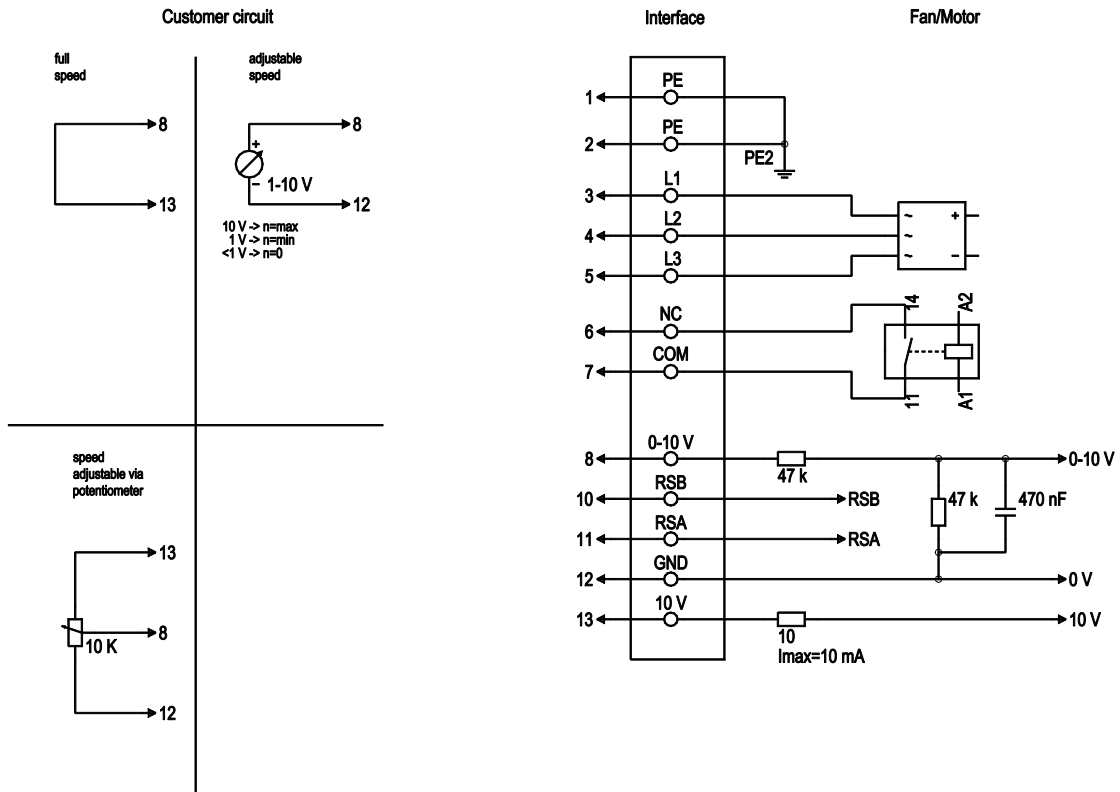 Customer circuit
full
speed
8
13
adjustable
speed
8
+
−
1-10 V
12
10 V -> n=max
1 V -> n=min
<1 V -> n=0
speed
adjustable via
potentiometer
13
8
10 K
12
Interface
Fan/Motor
1
PE
2
PE
PE2
3
L1
~
+
4
L2
~
5
L3
~
−
6
NC
14
A2
7
COM
11
A1
8
0-10 V
47 k
0-10 V
10
RSB
RSB
47 k
470 nF
11
RSA
RSA
12
GND
0 V
13
10 V
10
10 V
Imax=10 mA